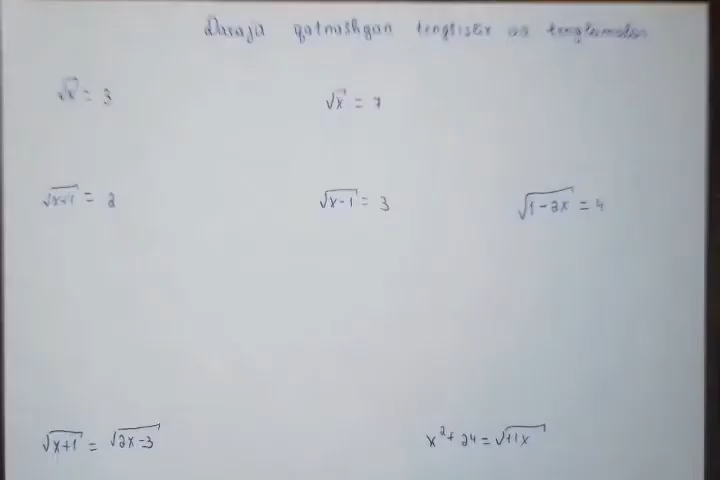 Daraja qatnashgan tengsizlik va tenglamalar
√x = 3 √x = 7
√x+1 = 2 √x-1 = 3 √1-2x = 4
√x+1 = √2x-3 x² + 24 = √11x